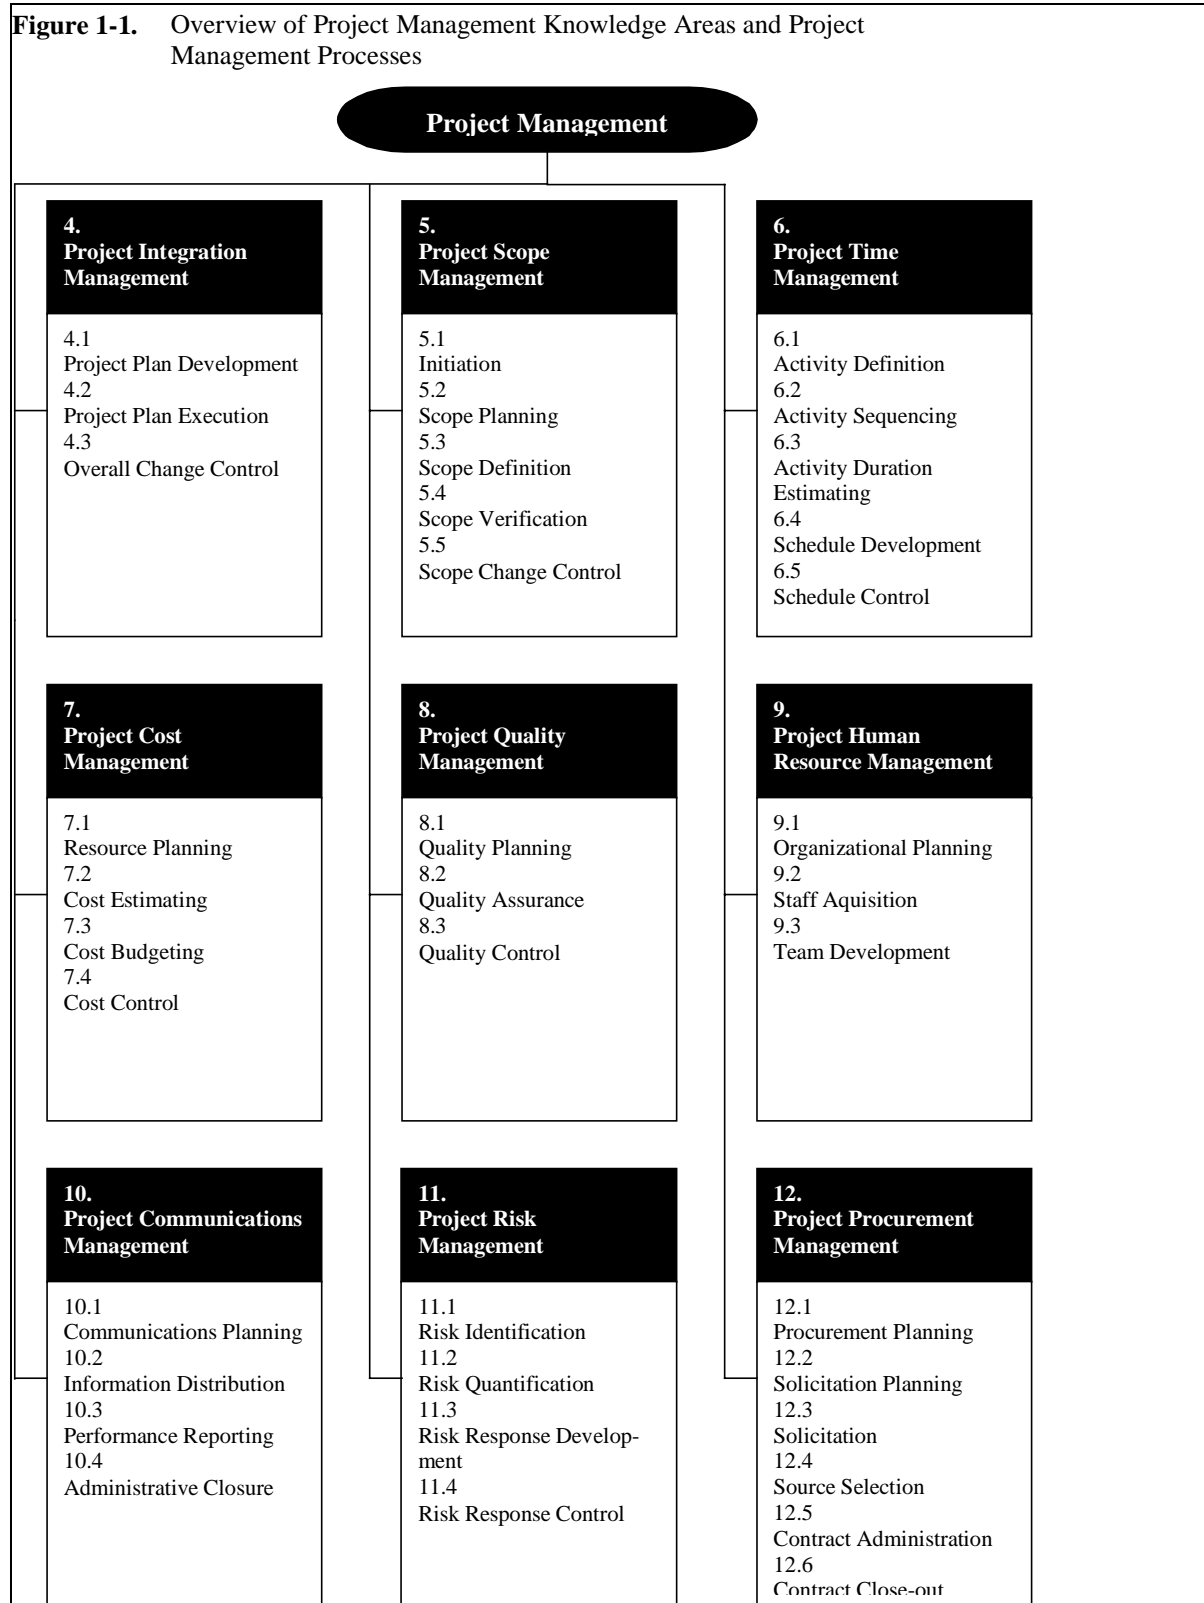 Figure 1-1. Overview of Project Management Knowledge Areas and Project
Management Processes
Project Management
4.
Project Integration
Management
4.1
Project Plan Development
4.2
Project Plan Execution
4.3
Overall Change Control
5.
Project Scope
Management
5.1
Initiation
5.2
Scope Planning
5.3
Scope Definition
5.4
Scope Verification
5.5
Scope Change Control
6.
Project Time
Management
6.1
Activity Definition
6.2
Activity Sequencing
6.3
Activity Duration
Estimating
6.4
Schedule Development
6.5
Schedule Control
7.
Project Cost
Management
7.1
Resource Planning
7.2
Cost Estimating
7.3
Cost Budgeting
7.4
Cost Control
8.
Project Quality
Management
8.1
Quality Planning
8.2
Quality Assurance
8.3
Quality Control
9.
Project Human
Resource Management
9.1
Organizational Planning
9.2
Staff Aquisition
9.3
Team Development
10.
Project Communications
Management
10.1
Communications Planning
10.2
Information Distribution
10.3
Performance Reporting
10.4
Administrative Closure
11.
Project Risk
Management
11.1
Risk Identification
11.2
Risk Quantification
11.3
Risk Response Develop-
ment
11.4
Risk Response Control
12.
Project Procurement
Management
12.1
Procurement Planning
12.2
Solicitation Planning
12.3
Solicitation
12.4
Source Selection
12.5
Contract Administration
12.6
Contract Close-out